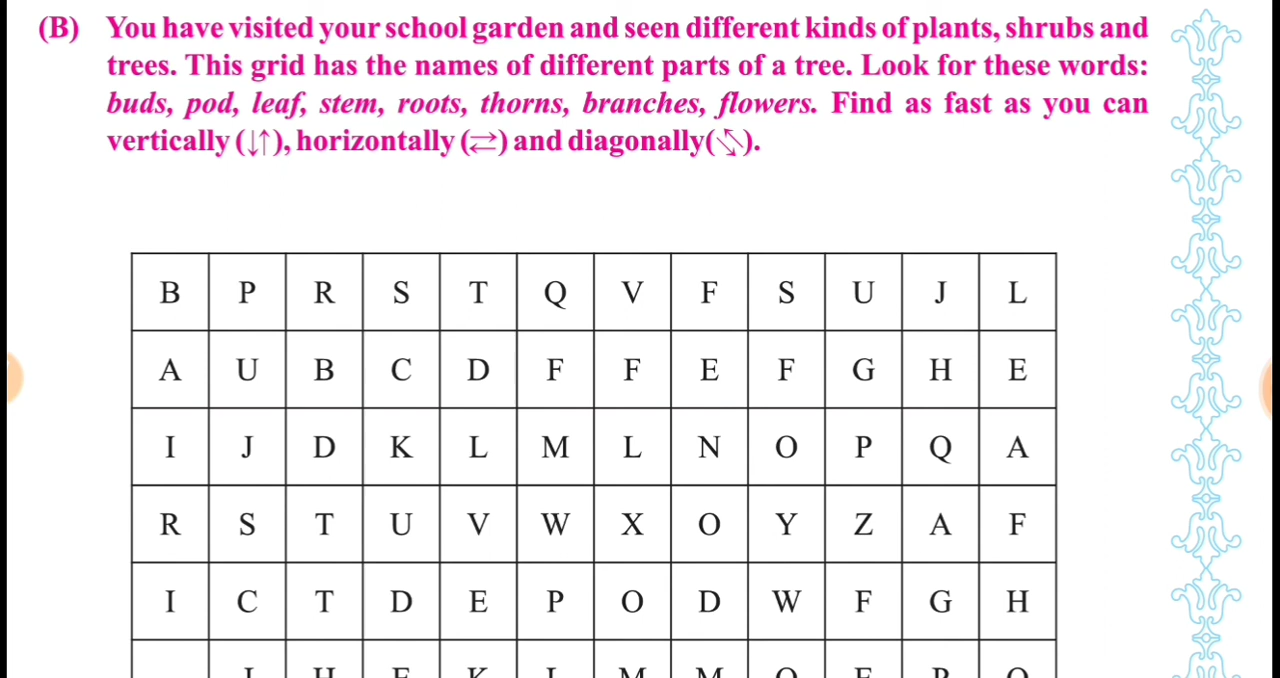 (B) You have visited your school garden and seen different kinds of plants, shrubs and
trees. This grid has the names of different parts of a tree. Look for these words:
buds, pod, leaf, stem, roots, thorns, branches, flowers. Find as fast as you can
vertically (↓↑), horizontally (⇄) and diagonally(⤡).
B P R S T Q V F S U J L
A U B C D F F E F G H E
I J D K L M L N O P Q A
R S T U V W X O Y Z A F
I C T D E P O D W F G H